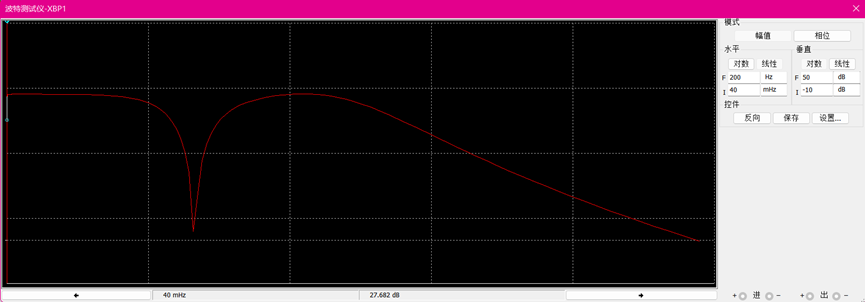 波特测试仪-XBP1
模式
幅值 相位
水平 垂直
对数 线性 对数 线性
F 200 Hz F 50 dB
I 40 mHz I -10 dB
控件
反向 保存 设置...
40 mHz 27.682 dB
+ 进 - + 出 -